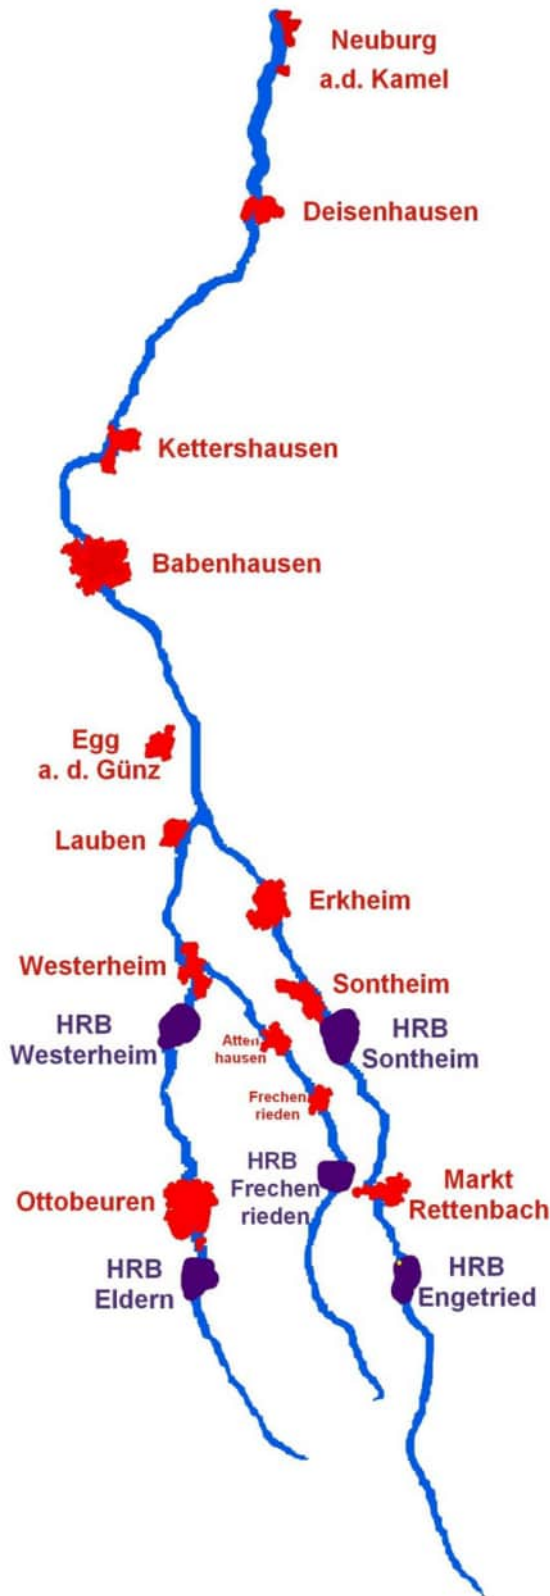 Neuburg
a.d. Kamel
Deisenhausen
Kettershausen
Babenhausen
Egg
a. d. Günz
Lauben
Erkheim
Westerheim
Sontheim
HRB
Westerheim
Atten
hausen
HRB
Sontheim
Frechen
rieden
HRB
Frechen
rieden
Markt
Rettenbach
Ottobeuren
HRB
Eldern
HRB
Engetried